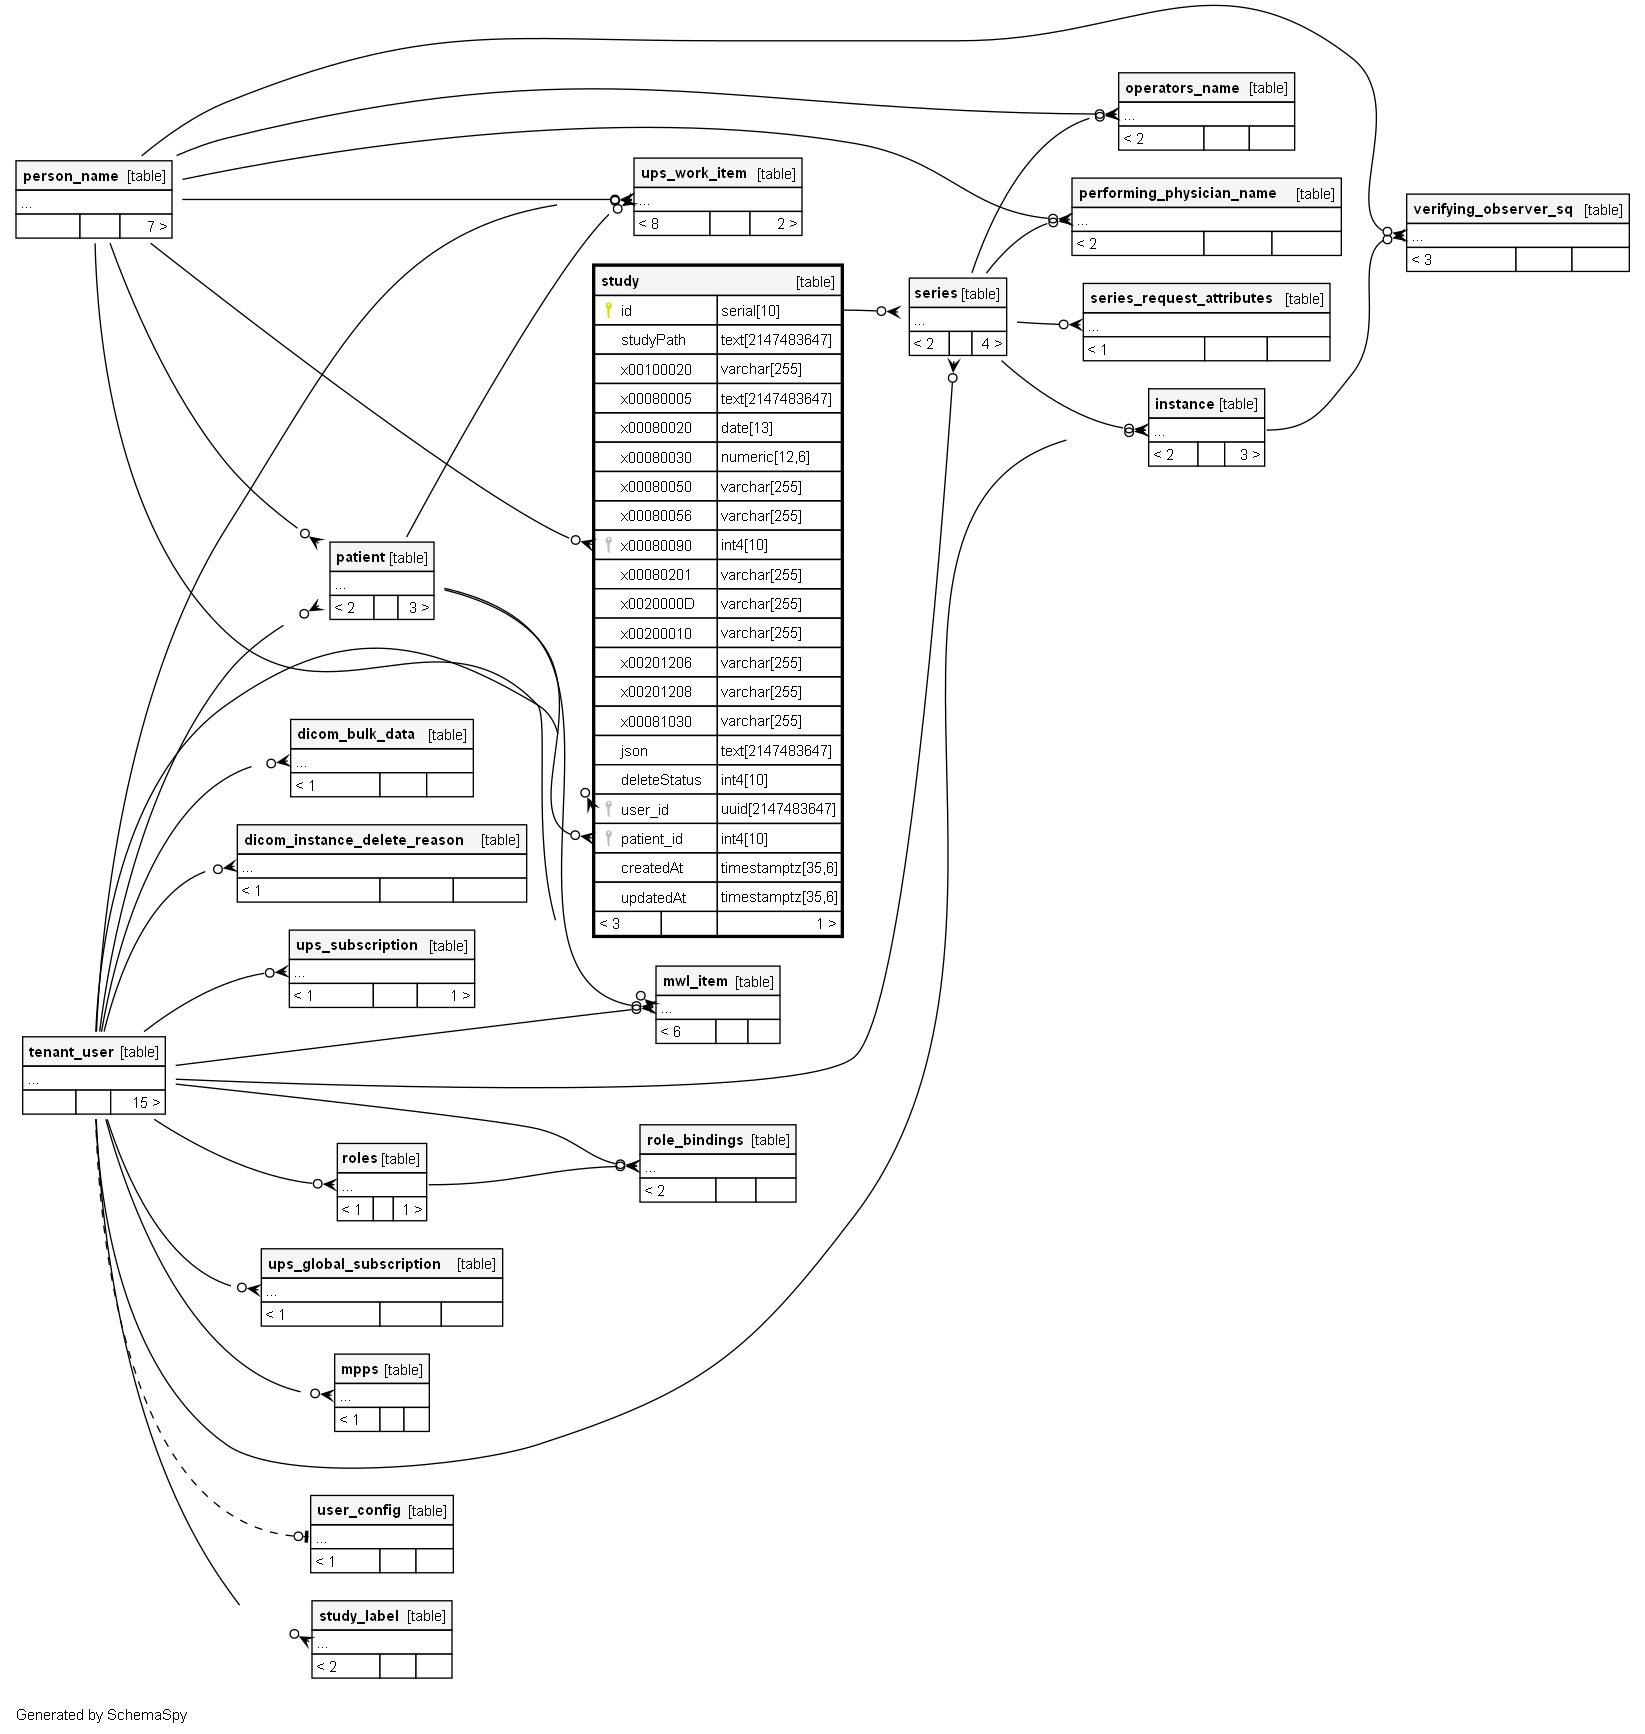 operators_name [table]
...
< 2
person_name [table]
...
7 >
ups_work_item [table]
...
< 8 2 >
performing_physician_name [table]
...
< 2
verifying_observer_sq [table]
...
< 3
study [table]
id serial[10]
studyPath text[2147483647]
x00100020 varchar[255]
x00080005 text[2147483647]
x00080020 date[13]
x00080030 numeric[12,6]
x00080050 varchar[255]
x00080056 varchar[255]
x00080090 int4[10]
x00080201 varchar[255]
x0020000D varchar[255]
x00200010 varchar[255]
x00201206 varchar[255]
x00201208 varchar[255]
x00081030 varchar[255]
json text[2147483647]
deleteStatus int4[10]
user_id uuid[2147483647]
patient_id int4[10]
createdAt timestamptz[35,6]
updatedAt timestamptz[35,6]
< 3 1 >
series [table]
...
< 2 4 >
series_request_attributes [table]
...
< 1
instance [table]
...
< 2 3 >
patient [table]
...
< 2 3 >
dicom_bulk_data [table]
...
< 1
dicom_instance_delete_reason [table]
...
< 1
ups_subscription [table]
...
< 1 1 >
mwl_item [table]
...
< 6
tenant_user [table]
...
15 >
role_bindings [table]
...
< 2
roles [table]
...
< 1 1 >
ups_global_subscription [table]
...
< 1
mpps [table]
...
< 1
user_config [table]
...
< 1
study_label [table]
...
< 2
Generated by SchemaSpy